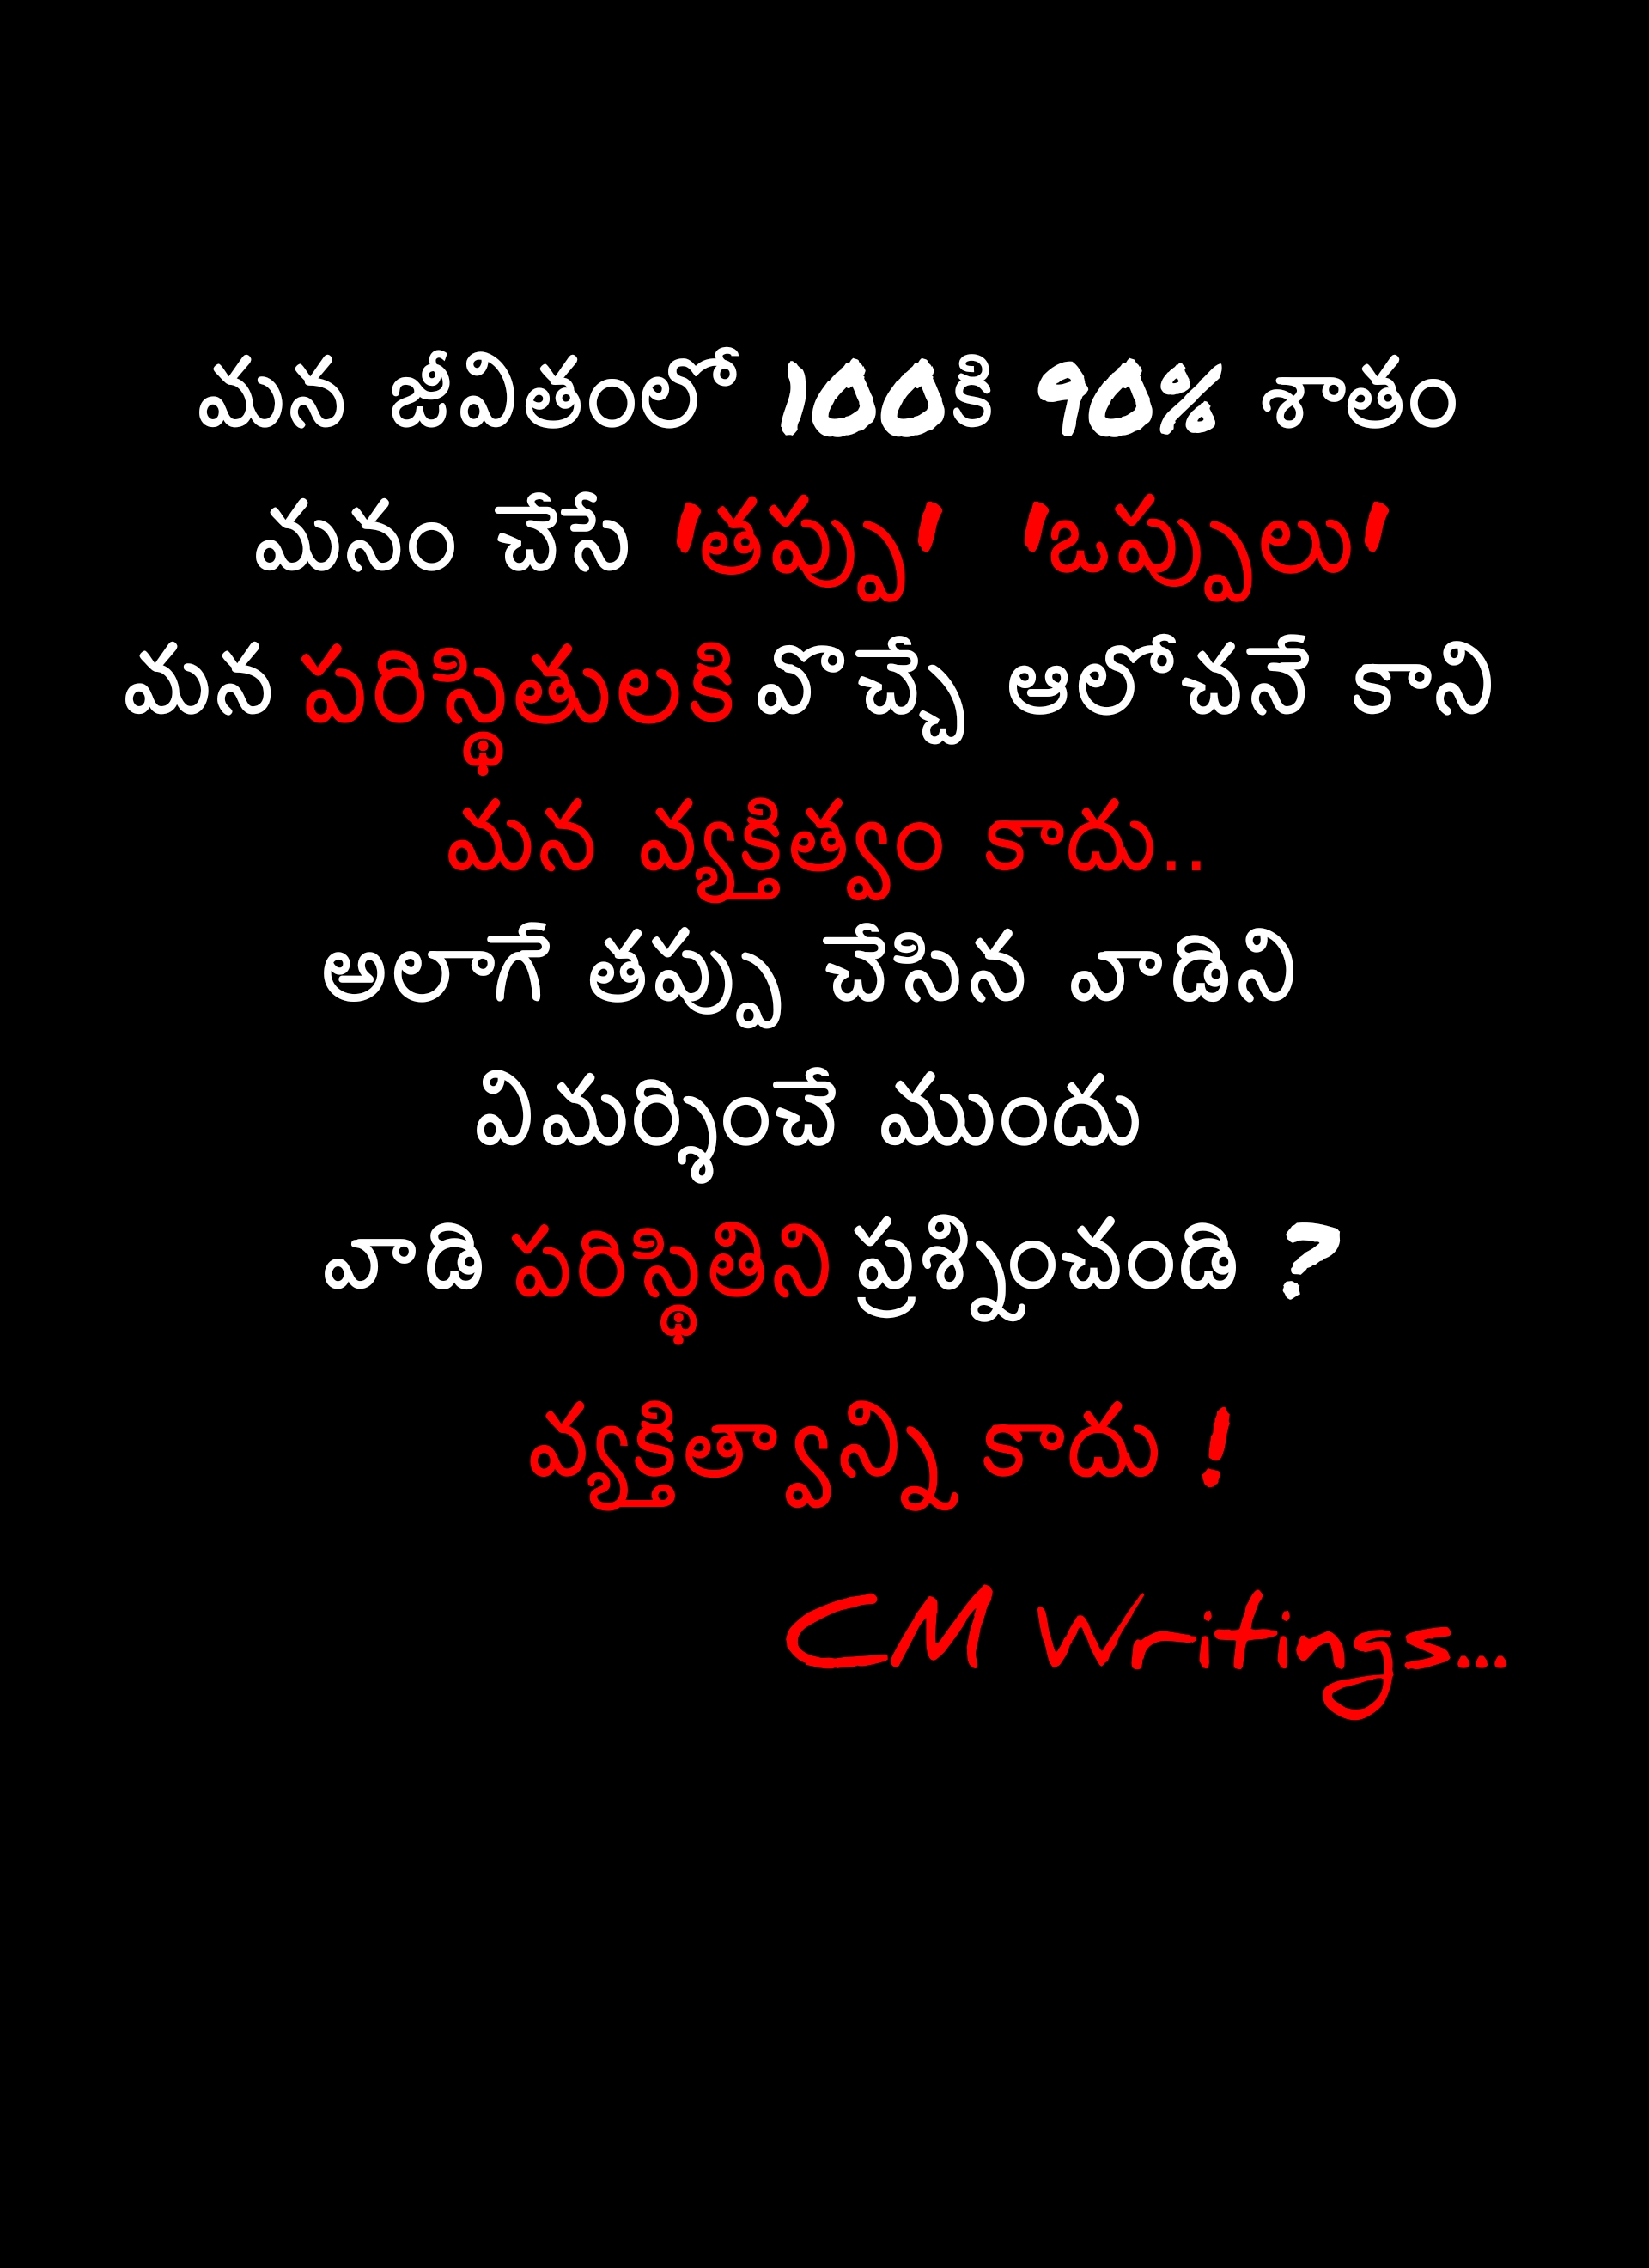 మన జీవితంలో 100కి 90% శాతం
మనం చేసే 'తప్పు' 'ఒప్పులు'
మన పరిస్థితులకి వొచ్చే ఆలోచనే కాని
మన వ్యక్తిత్వం కాదు..
అలాగే తప్పు చేసిన వాడిని
విమర్శించే ముందు
వాడి పరిస్థితిని ప్రశ్నించండి ?
వ్యక్తిత్వాన్ని కాదు !
CM Writings...